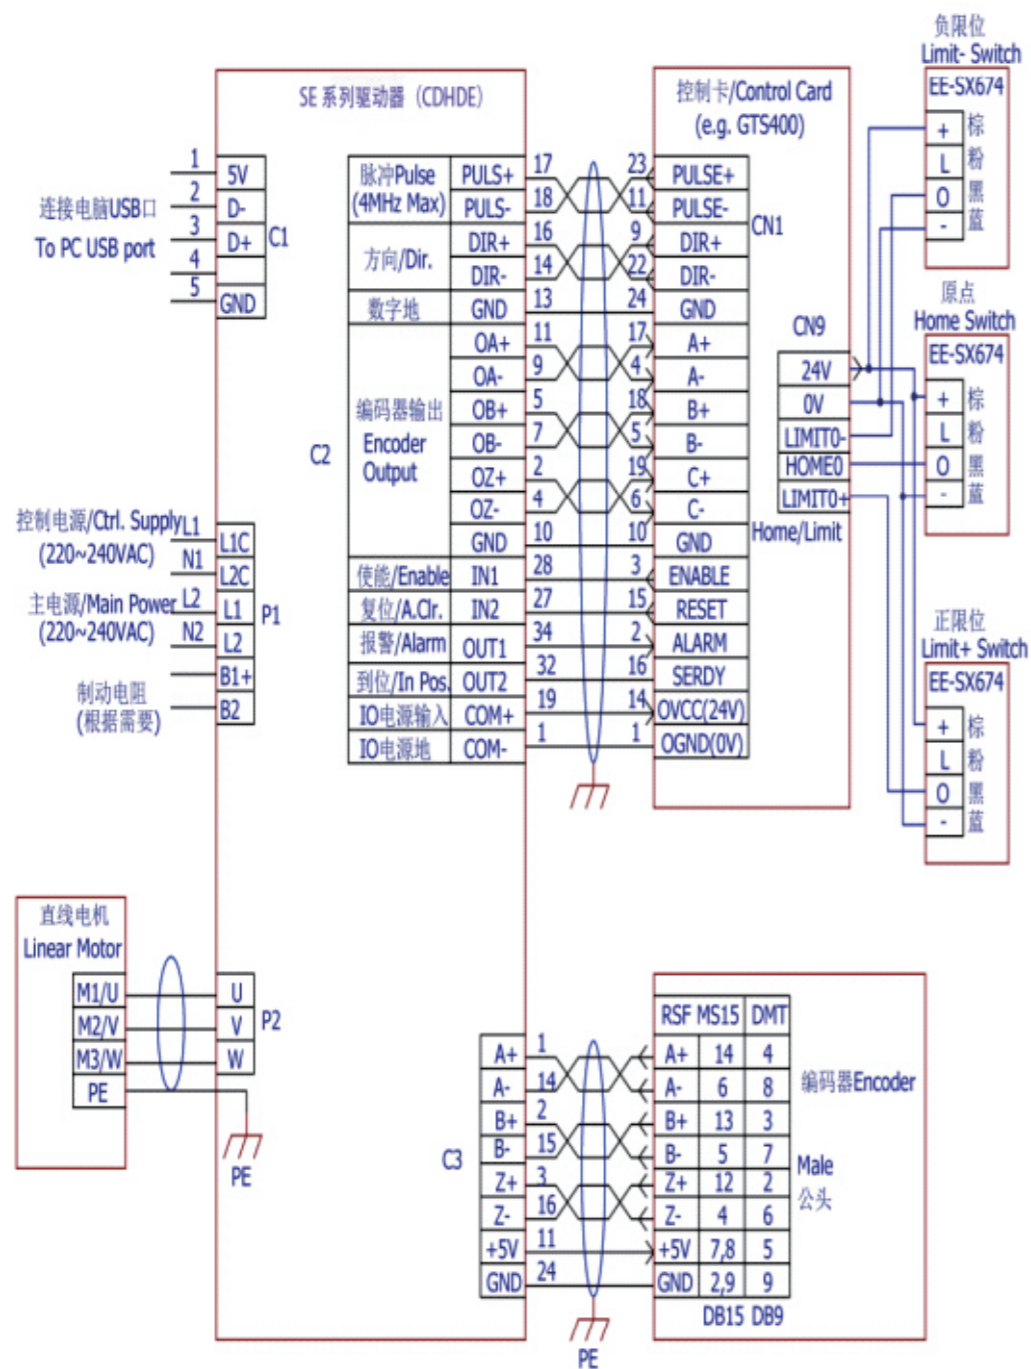 负限位
Limit- Switch
EE-SX674
+ 棕
L 粉
O 黑
- 蓝
原点
Home Switch
EE-SX674
+ 棕
L 粉
O 黑
- 蓝
正限位
Limit+ Switch
EE-SX674
+ 棕
L 粉
O 黑
- 蓝
SE 系列驱动器（CDHDE）
控制卡/Control Card
(e.g. GTS400)
连接电脑USB口
To PC USB port
1 5V
2 D-
3 D+
4
5 GND
C1
脉冲Pulse
(4MHz Max)
PULS+ 17 23 PULSE+
PULS- 18 11 PULSE-
方向/Dir.
DIR+ 16 9 DIR+
DIR- 14 22 DIR-
数字地 GND 13 24 GND
编码器输出
Encoder
Output
OA+ 11 17 A+
OA- 9 4 A-
OB+ 5 18 B+
OB- 7 5 B-
OZ+ 2 19 C+
OZ- 4 6 C-
GND 10 10 GND
使能/Enable IN1 28 3 ENABLE
复位/A.Clr. IN2 27 15 RESET
报警/Alarm OUT1 34 2 ALARM
到位/In Pos. OUT2 32 16 SERDY
IO电源输入 COM+ 19 14 OVCC(24V)
IO电源地 COM- 1 1 OGND(0V)
C2
CN1
CN9
24V
0V
LIMIT0-
HOME0
LIMIT0+
Home/Limit
控制电源/Ctrl. Supply
(220~240VAC)
L1 L1C
N1 L2C
主电源/Main Power
(220~240VAC)
L2 L1
N2 L2
制动电阻
(根据需要)
B1+
B2
P1
直线电机
Linear Motor
M1/U U
M2/V V
M3/W W
PE
P2
PE
C3
RSF MS15 DMT
A+ 1 A+ 14 4
A- 14 A- 6 8
B+ 2 B+ 13 3
B- 15 B- 5 7
Z+ 3 Z+ 12 2
Z- 16 Z- 4 6
+5V 11 +5V 7,8 5
GND 24 GND 2,9 9
DB15 DB9
编码器Encoder
Male
公头
PE